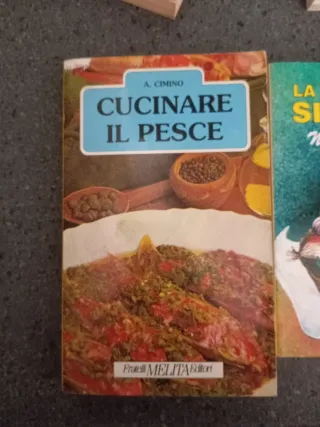 A. CIMINO
CUCINARE
IL PESCE
Fratelli MELITA Editori
LA